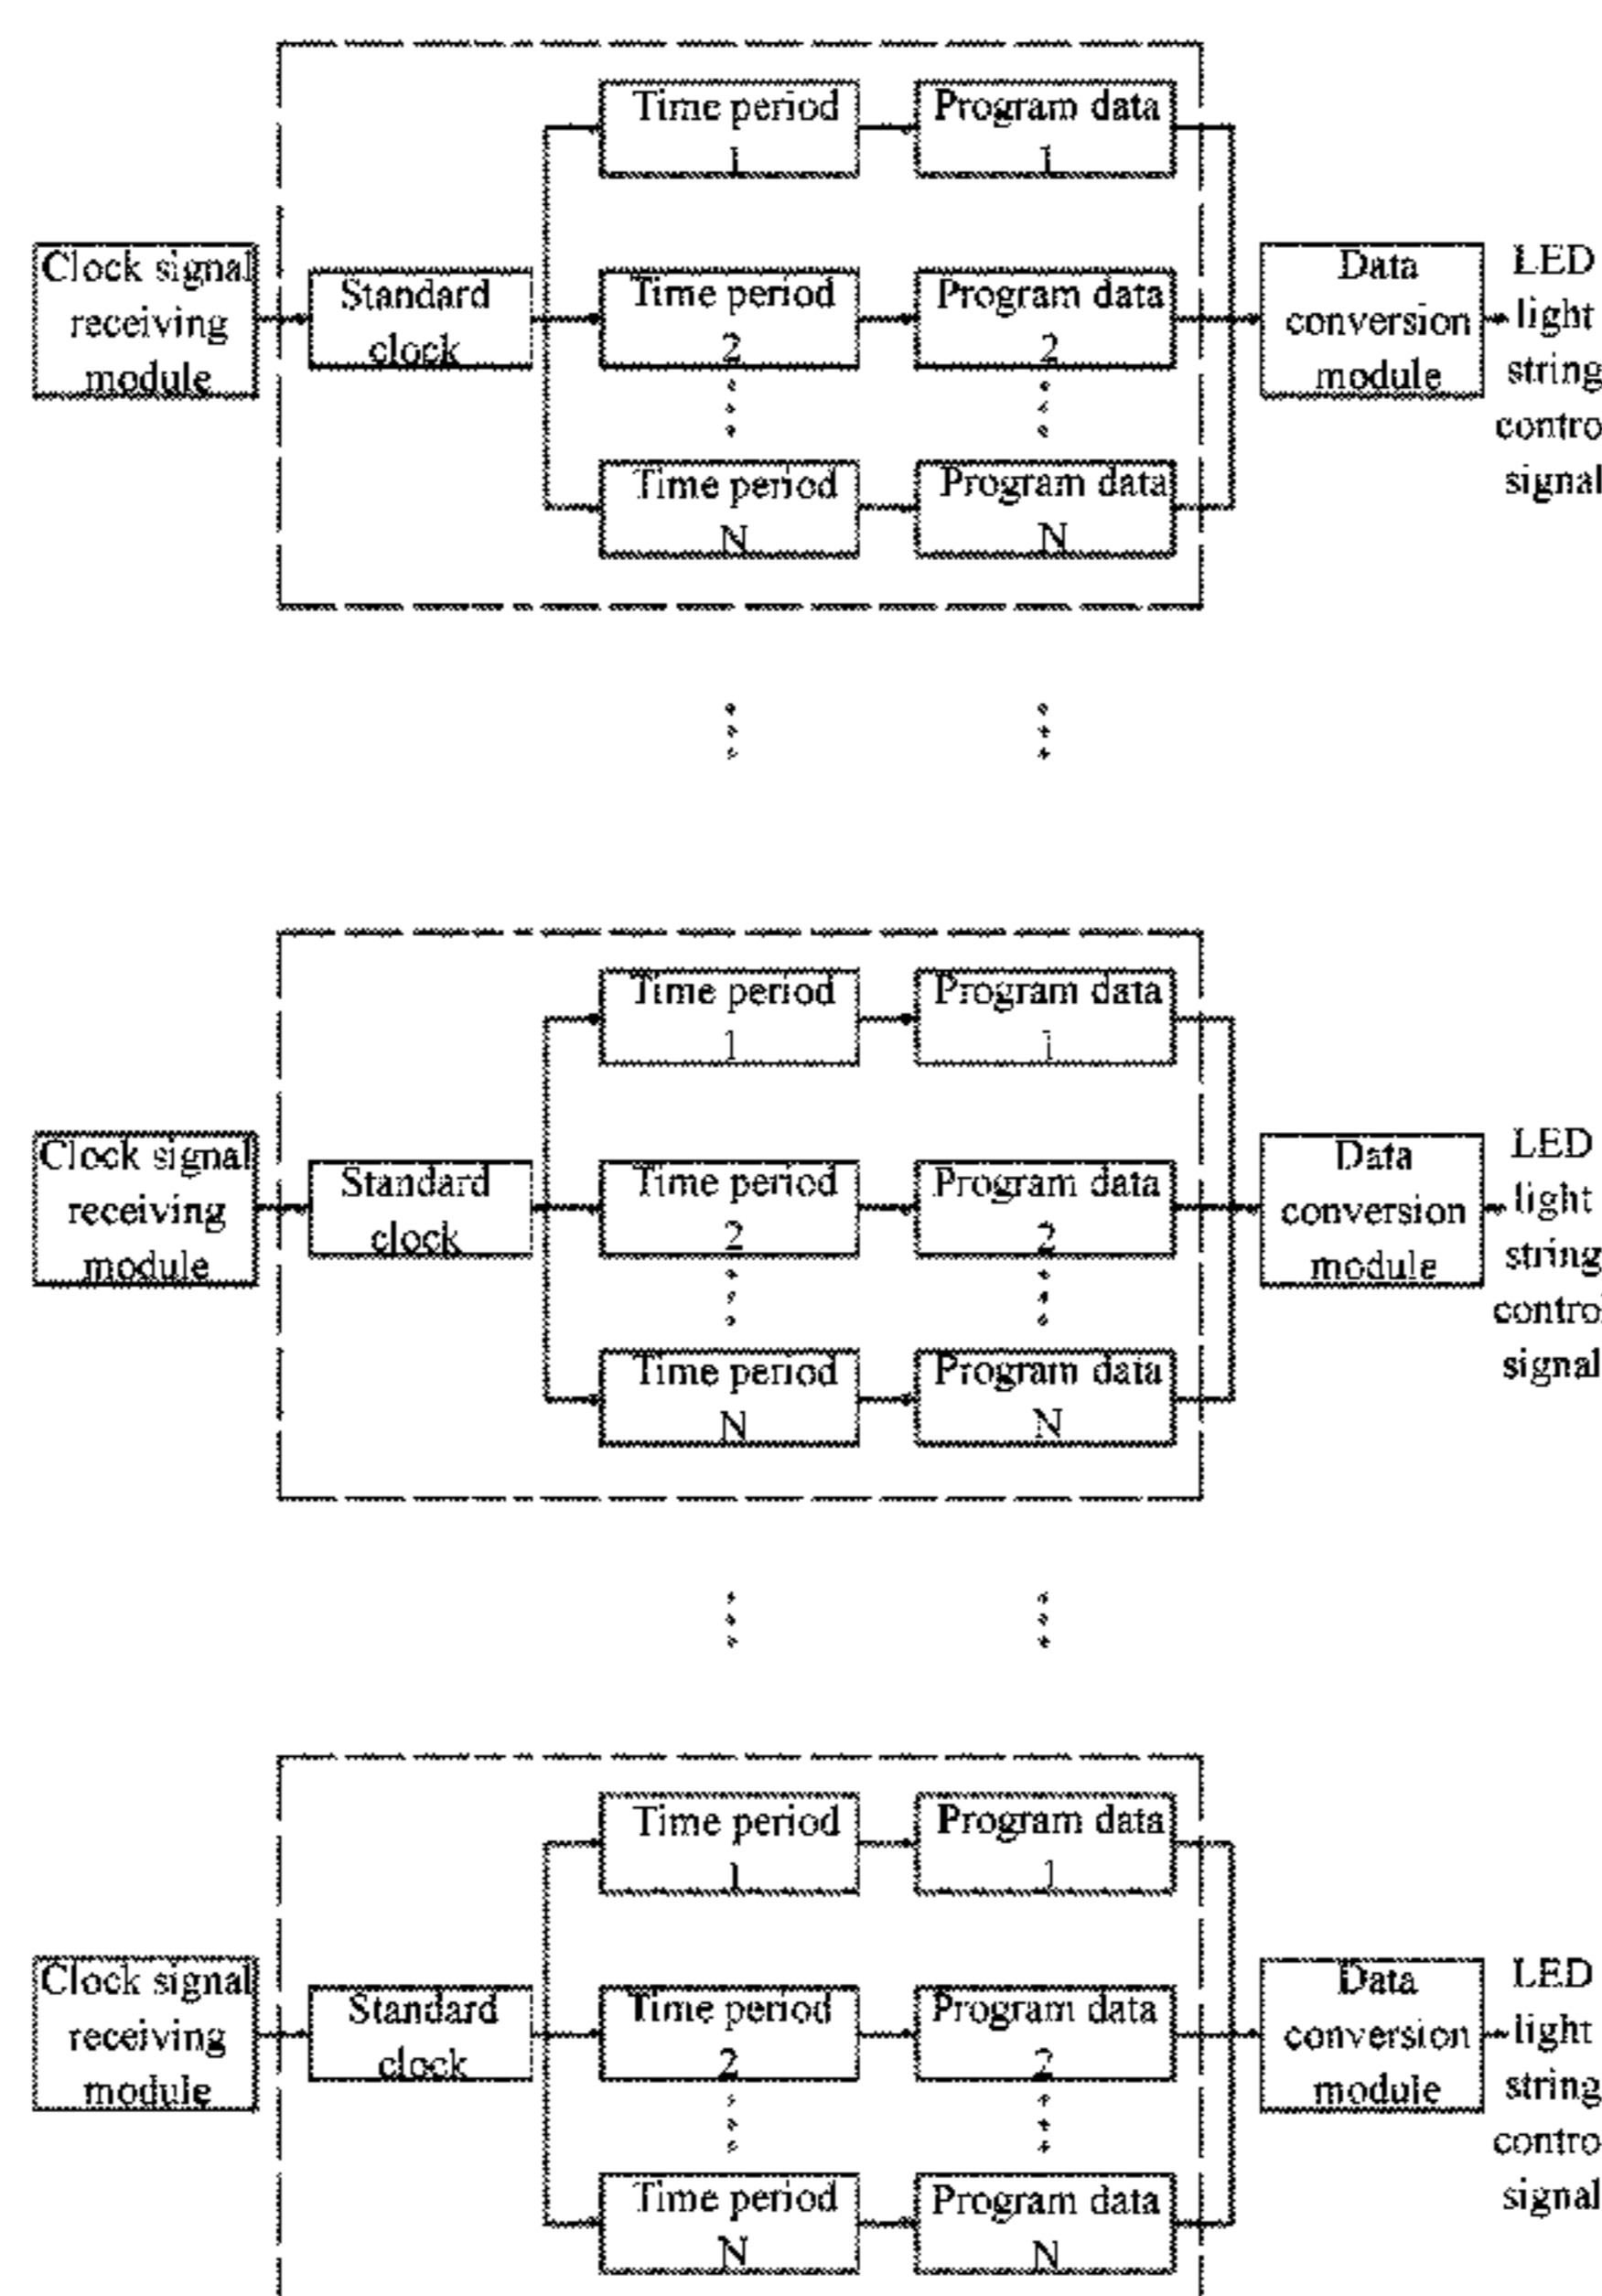 Time period
1
Program data
1
Clock signal
receiving
module
Standard
clock
Time period
2
Program data
2
Data
conversion
module
LED
light
string
contro
signal
Time period
N
Program data
N
Time period
1
Program data
1
Clock signal
receiving
module
Standard
clock
Time period
2
Program data
2
Data
conversion
module
LED
light
string
control
signal
Time period
N
Program data
N
Time period
1
Program data
1
Clock signal
receiving
module
Standard
clock
Time period
2
Program data
2
Data
conversion
module
LED
light
string
contro
signal
Time period
N
Program data
N